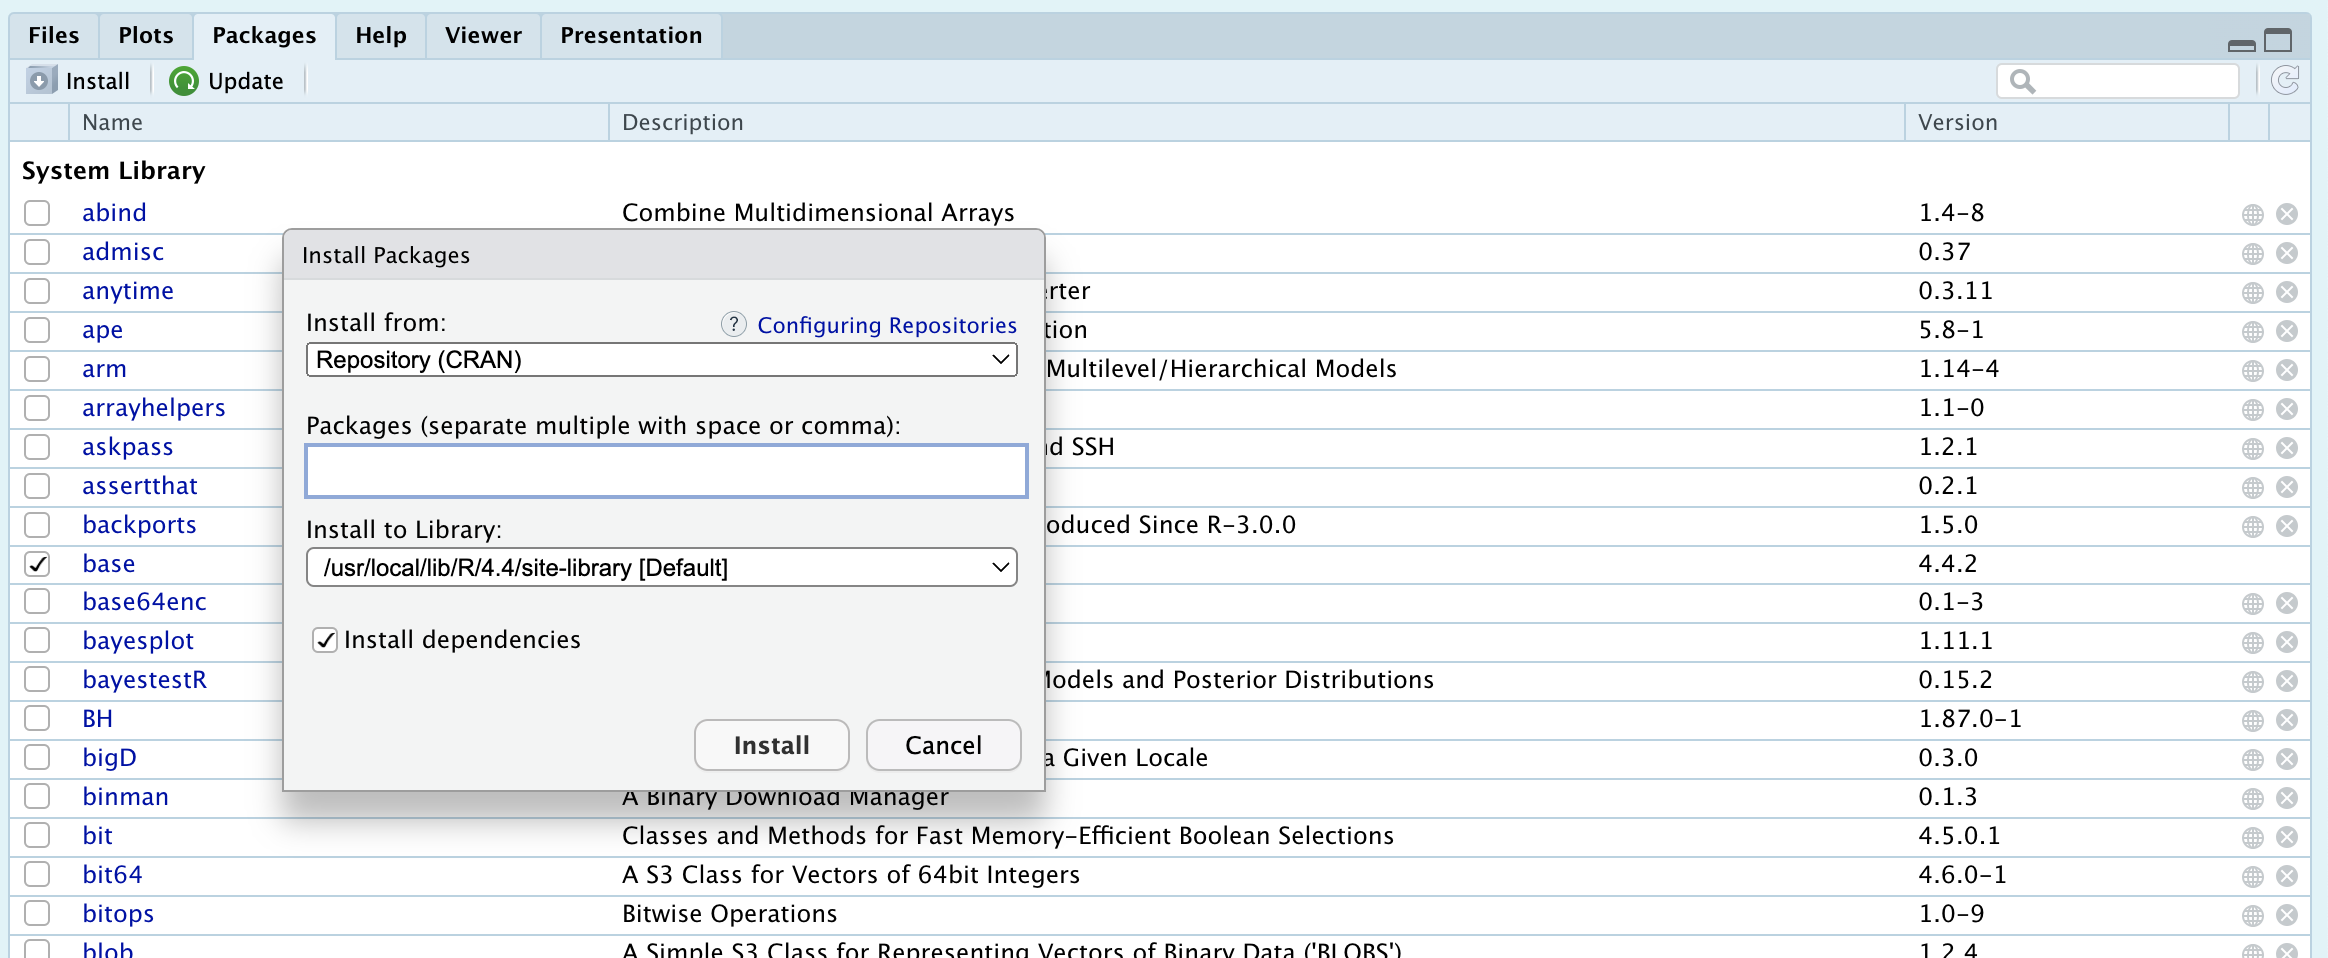 Files Plots Packages Help Viewer Presentation
Install Update
Name Description Version
System Library
abind Combine Multidimensional Arrays 1.4-8
admisc 0.37
anytime 0.3.11
ape 5.8-1
arm Multilevel/Hierarchical Models 1.14-4
arrayhelpers 1.1-0
askpass SSH 1.2.1
assertthat 0.2.1
backports Since R-3.0.0 1.5.0
base 4.4.2
base64enc 0.1-3
bayesplot 1.11.1
bayestestR and Posterior Distributions 0.15.2
BH 1.87.0-1
bigD a Given Locale 0.3.0
binman A Binary Download Manager 0.1.3
bit Classes and Methods for Fast Memory-Efficient Boolean Selections 4.5.0.1
bit64 A S3 Class for Vectors of 64bit Integers 4.6.0-1
bitops Bitwise Operations 1.0-9
blob A Simple S3 Class for Representing Vectors of Binary Data ('BLOBS') 1.2.4
Install Packages
Install from: ? Configuring Repositories
Repository (CRAN)
Packages (separate multiple with space or comma):
Install to Library:
/usr/local/lib/R/4.4/site-library [Default]
Install dependencies
Install Cancel